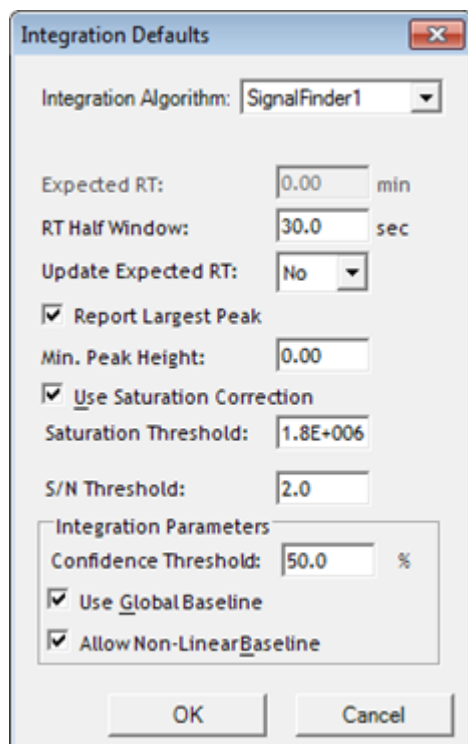 Integration Defaults
Integration Algorithm: SignalFinder1
Expected RT: 0.00 min
RT Half Window: 30.0 sec
Update Expected RT: No
Report Largest Peak
Min. Peak Height: 0.00
Use Saturation Correction
Saturation Threshold: 1.8E+006
S/N Threshold: 2.0
Integration Parameters
Confidence Threshold: 50.0 %
Use Global Baseline
Allow Non-LinearBaseline
OK Cancel